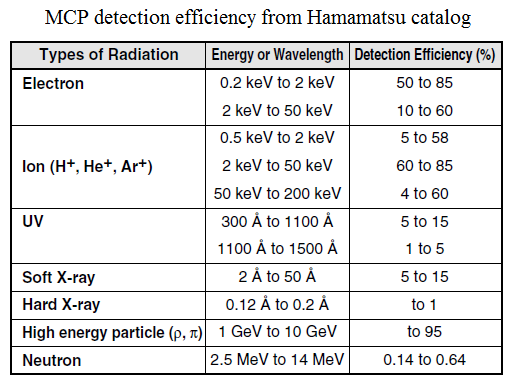 MCP detection efficiency from Hamamatsu catalog
Types of Radiation Energy or Wavelength Detection Efficiency (%)
Electron 0.2 keV to 2 keV 50 to 85
2 keV to 50 keV 10 to 60
0.5 keV to 2 keV 5 to 58
Ion (H+, He+, Ar+) 2 keV to 50 keV 60 to 85
50 keV to 200 keV 4 to 60
UV 300 Å to 1100 Å 5 to 15
1100 Å to 1500 Å 1 to 5
Soft X-ray 2 Å to 50 Å 5 to 15
Hard X-ray 0.12 Å to 0.2 Å to 1
High energy particle (ρ, π) 1 GeV to 10 GeV to 95
Neutron 2.5 MeV to 14 MeV 0.14 to 0.64